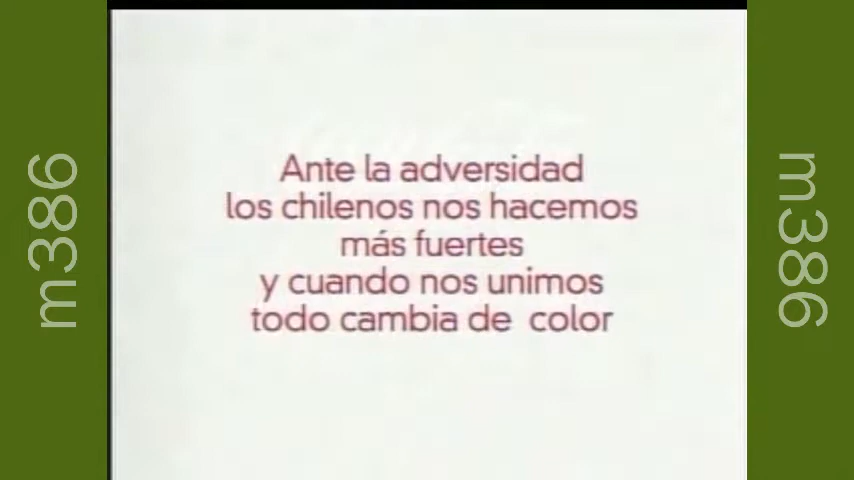 m386
Ante la adversidad
los chilenos nos hacemos
más fuertes
y cuando nos unimos
todo cambia de color
m386